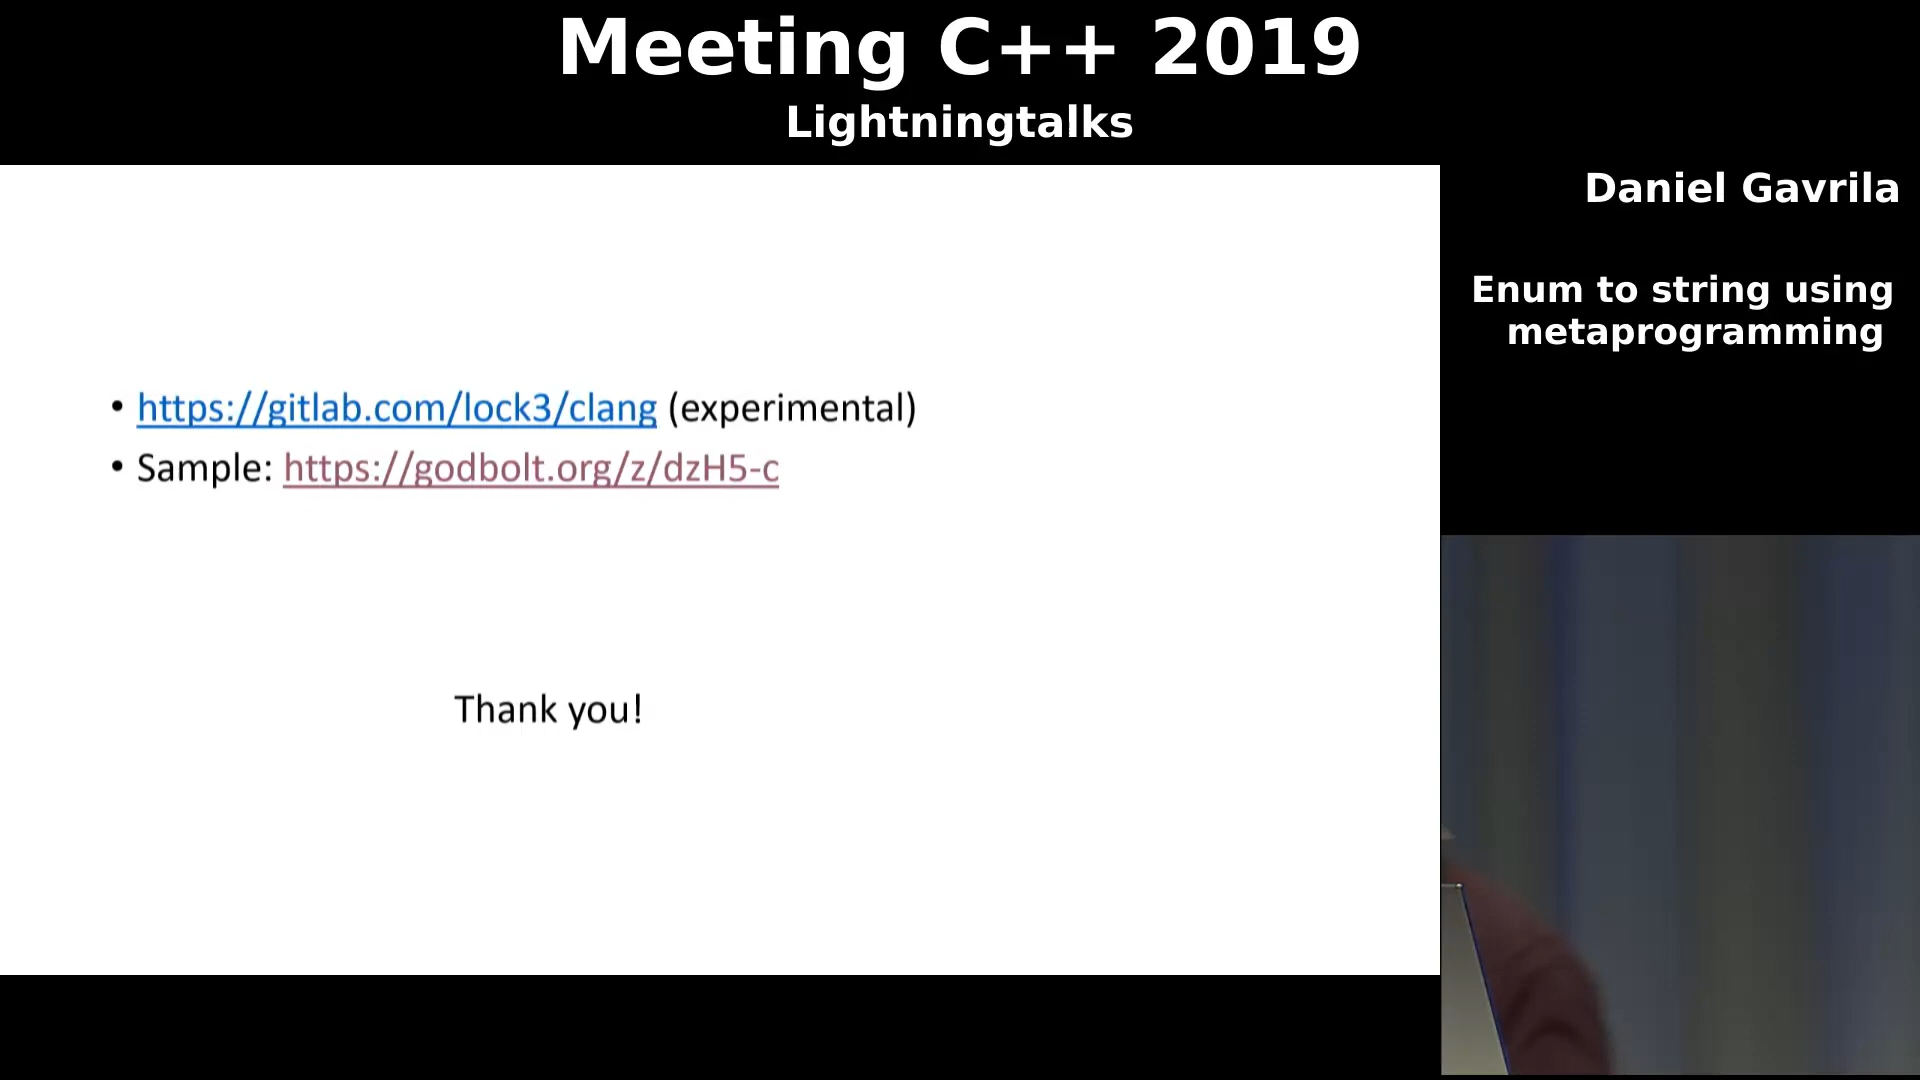 Meeting C++ 2019
Lightningtalks
Daniel Gavrila
Enum to string using
metaprogramming
• https://gitlab.com/lock3/clang (experimental)
• Sample: https://godbolt.org/z/dzH5-c
Thank you!